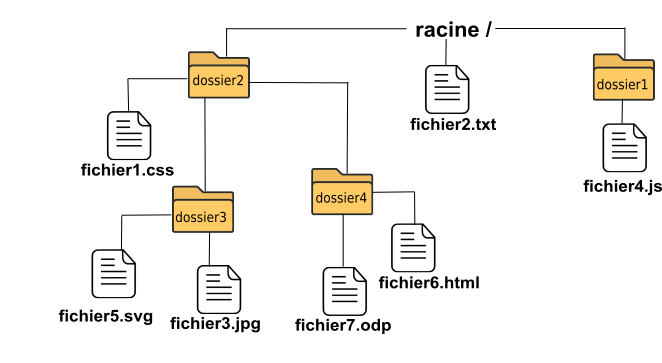 racine /
dossier2
dossier1
fichier2.txt
fichier1.css
fichier4.js
dossier3
dossier4
fichier6.html
fichier5.svg
fichier3.jpg
fichier7.odp